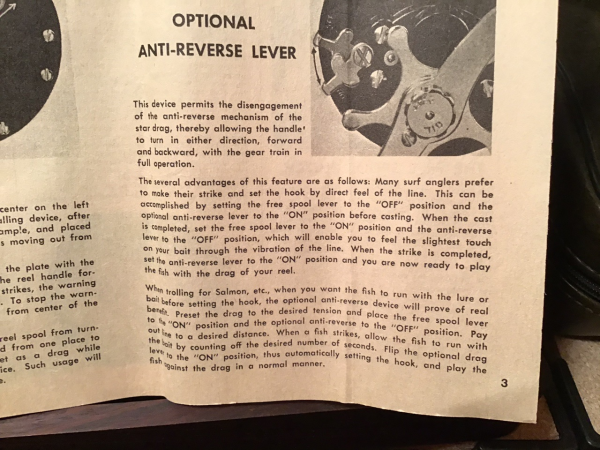 center on the left
lling device, after
ample, and placed
s moving out from
the plate with the
he reel handle for-
strikes, the warning
. To stop the warn-
from center of the
reel spool from turn-
d from one place to
et as a drag while
ice. Such usage will
e.
OPTIONAL
ANTI-REVERSE LEVER
OIL
This device permits the disengagement
of the anti-reverse mechanism of the
star drag, thereby allowing the handle
to turn in either direction, forward
and backward, with the gear train in
full operation.
The several advantages of this feature are as follows: Many surf anglers prefer
to make their strike and set the hook by direct feel of the line. This can be
accomplished by setting the free spool lever to the "OFF" position and the
optional anti-reverse lever to the "ON" position before casting. When the cast
is completed, set the free spool lever to the "ON" position and the anti-reverse
lever to the "OFF" position, which will enable you to feel the slightest touch
on your bait through the vibration of the line. When the strike is completed,
set the anti-reverse lever to the "ON" position and you are now ready to play
the fish with the drag of your reel.
When trolling for Salmon, etc., when you want the fish to run with the lure or
bait before setting the hook, the optional anti-reverse device will prove of real
benefit. Preset the drag to the desired tension and place the free spool lever
to the "ON" position and the optional anti-reverse to the "OFF" position. Pay
out line to a desired distance. When a fish strikes, allow the fish to run with
the bait by counting off the desired number of seconds. Flip the optional drag
lever to the "ON" position, thus automatically setting the hook, and play the
fish against the drag in a normal manner.
3